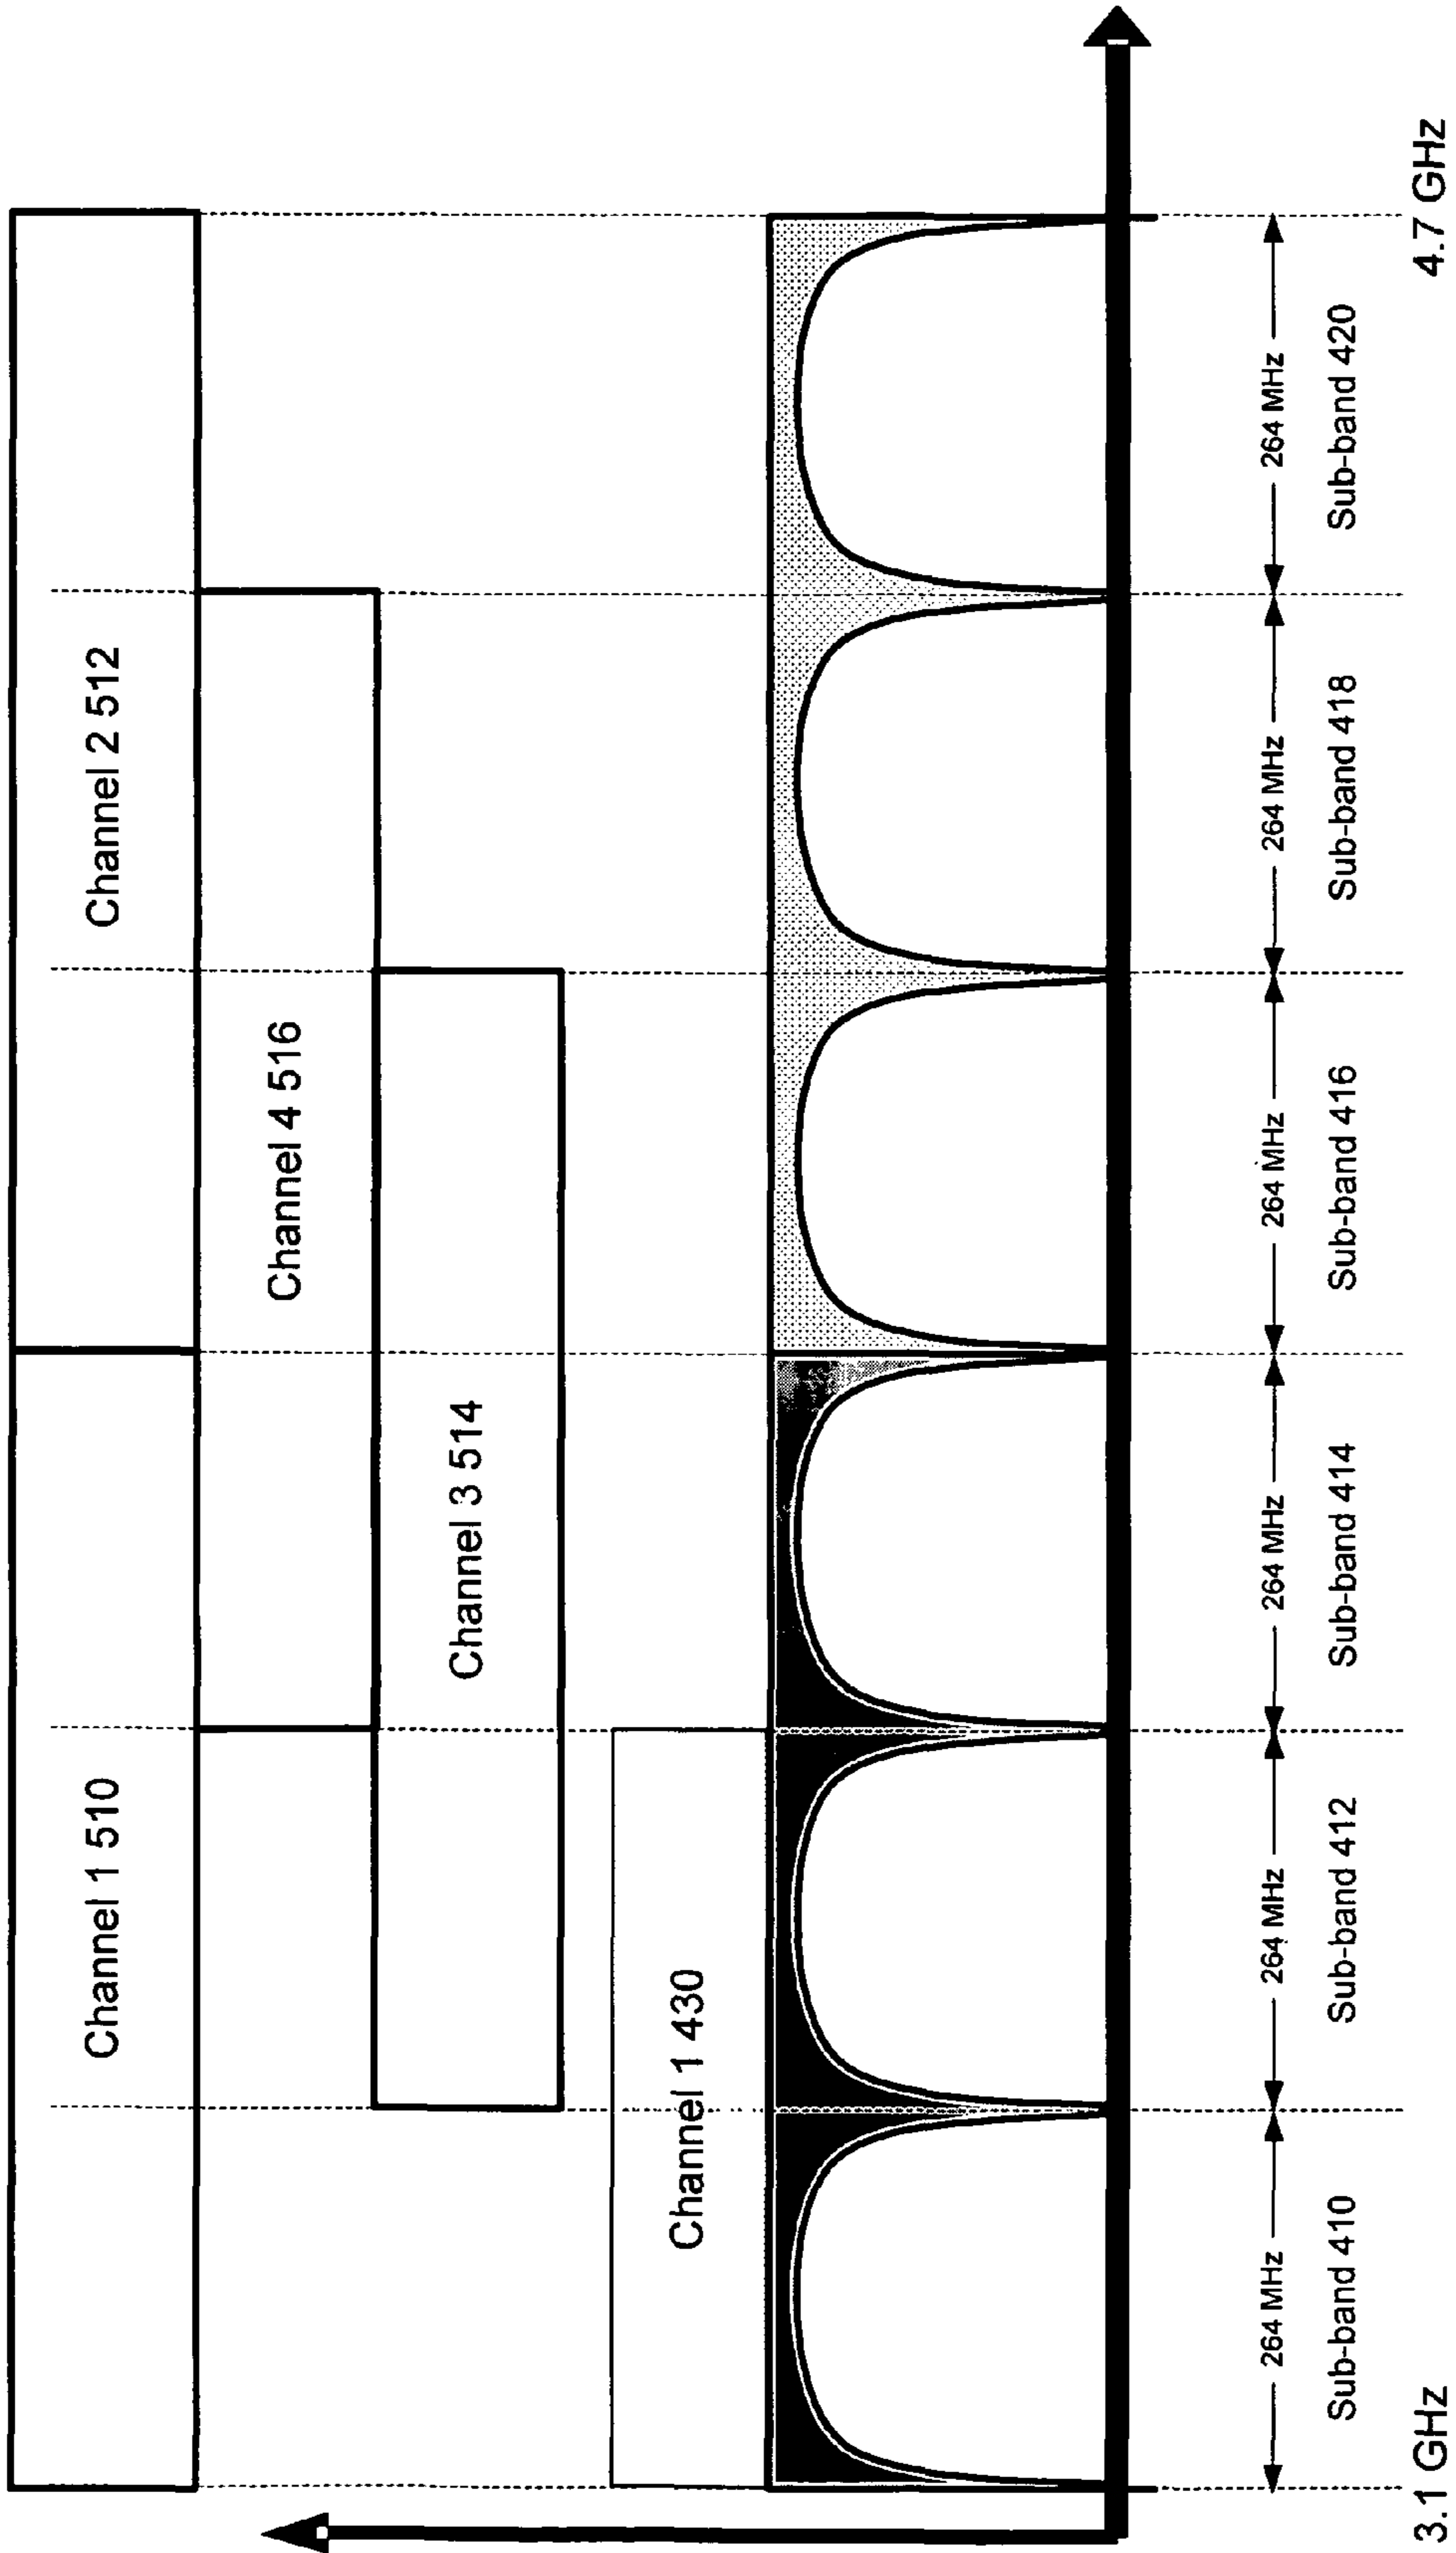 Channel 1 510
Channel 2 512
Channel 4 516
Channel 3 514
Channel 1 430
264 MHz
264 MHz
264 MHz
264 MHz
264 MHz
264 MHz
Sub-band 410
Sub-band 412
Sub-band 414
Sub-band 416
Sub-band 418
Sub-band 420
3.1 GHz
4.7 GHz